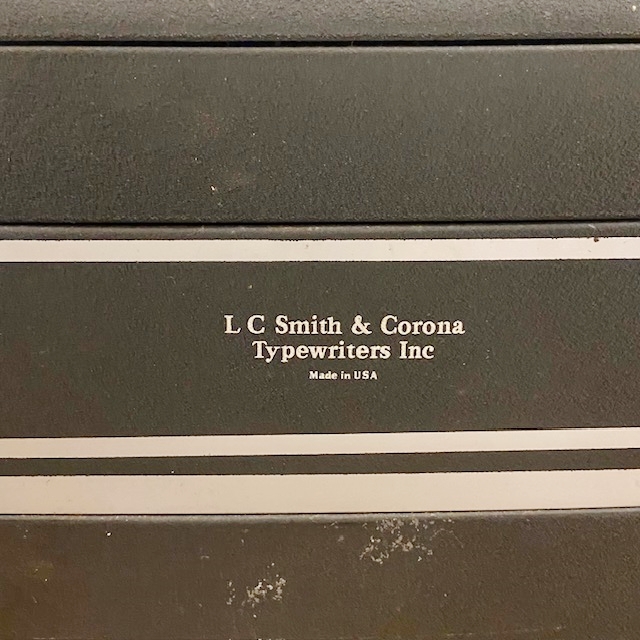 L C Smith & Corona
Typewriters Inc
Made in USA